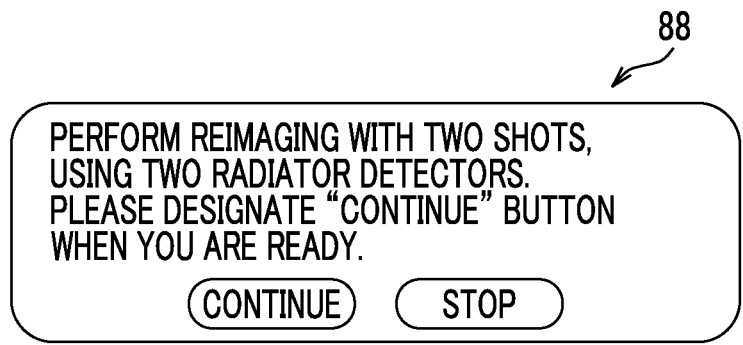 88
PERFORM REIMAGING WITH TWO SHOTS,
USING TWO RADIATOR DETECTORS.
PLEASE DESIGNATE “CONTINUE” BUTTON
WHEN YOU ARE READY.
CONTINUE STOP